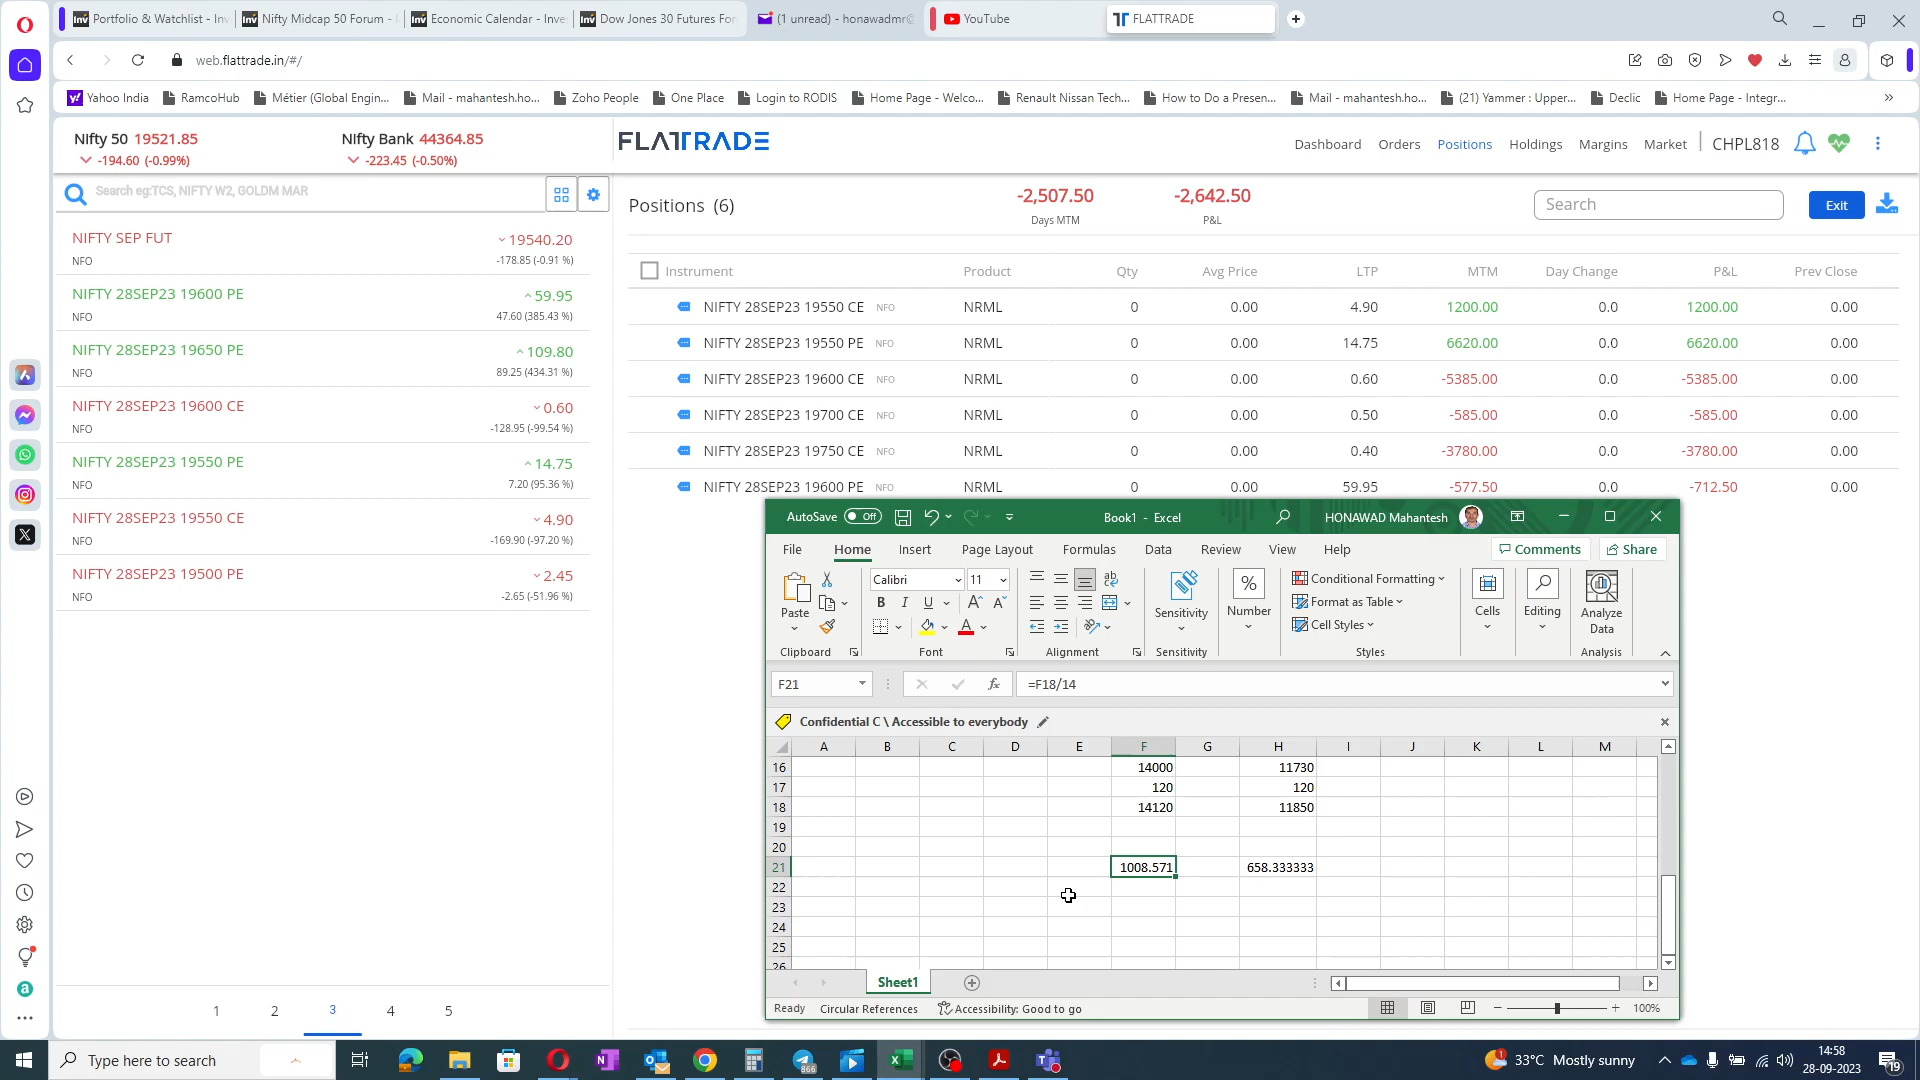 Portfolio & Watchlist - Inv
Nifty Midcap 50 Forum -
Economic Calendar - Inve
Dow Jones 30 Futures For
(1 unread) - honawadmr@
YouTube
FLATTRADE
web.flattrade.in/#/
Yahoo India
RamcoHub
Métier (Global Engin...
Mail - mahantesh.ho...
Zoho People
One Place
Login to RODIS
Home Page - Welco...
Renault Nissan Tech...
How to Do a Presen...
Mail - mahantesh.ho...
(21) Yammer : Upper...
Declic
Home Page - Integr...
NIfty 50 19521.85
-194.60 (-0.99%)
NIfty Bank 44364.85
-223.45 (-0.50%)
FLATTRADE
Dashboard Orders Positions Holdings Margins Market CHPL818
Search eg:TCS, NIFTY W2, GOLDM MAR
NIFTY SEP FUT 19540.20
NFO -178.85 (-0.91 %)
NIFTY 28SEP23 19600 PE 59.95
NFO 47.60 (385.43 %)
NIFTY 28SEP23 19650 PE 109.80
NFO 89.25 (434.31 %)
NIFTY 28SEP23 19600 CE 0.60
NFO -128.95 (-99.54 %)
NIFTY 28SEP23 19550 PE 14.75
NFO 7.20 (95.36 %)
NIFTY 28SEP23 19550 CE 4.90
NFO -169.90 (-97.20 %)
NIFTY 28SEP23 19500 PE 2.45
NFO -2.65 (-51.96 %)
1 2 3 4 5
Positions (6)
-2,507.50
Days MTM
-2,642.50
P&L
Search
Exit
Instrument Product Qty Avg Price LTP MTM Day Change P&L Prev Close
NIFTY 28SEP23 19550 CE NFO NRML 0 0.00 4.90 1200.00 0.0 1200.00 0.00
NIFTY 28SEP23 19550 PE NFO NRML 0 0.00 14.75 6620.00 0.0 6620.00 0.00
NIFTY 28SEP23 19600 CE NFO NRML 0 0.00 0.60 -5385.00 0.0 -5385.00 0.00
NIFTY 28SEP23 19700 CE NFO NRML 0 0.00 0.50 -585.00 0.0 -585.00 0.00
NIFTY 28SEP23 19750 CE NFO NRML 0 0.00 0.40 -3780.00 0.0 -3780.00 0.00
NIFTY 28SEP23 19600 PE NFO NRML 0 0.00 59.95 -577.50 0.0 -712.50 0.00
AutoSave Off
Book1 - Excel
HONAWAD Mahantesh
File Home Insert Page Layout Formulas Data Review View Help Comments Share
Paste
Calibri 11
B I U
Sensitivity
Number
%
Conditional Formatting
Format as Table
Cell Styles
Cells
Editing
Analyze
Data
Clipboard Font Alignment Sensitivity Styles Analysis
F21 fx =F18/14
Confidential C \ Accessible to everybody
A B C D E F G H I J K L M
16 14000 11730
17 120 120
18 14120 11850
19
20
21 1008.571 658.333333
22
23
24
25
26
Sheet1
Ready Circular References Accessibility: Good to go 100%
Type here to search
866
33°C Mostly sunny
14:58
28-09-2023
19